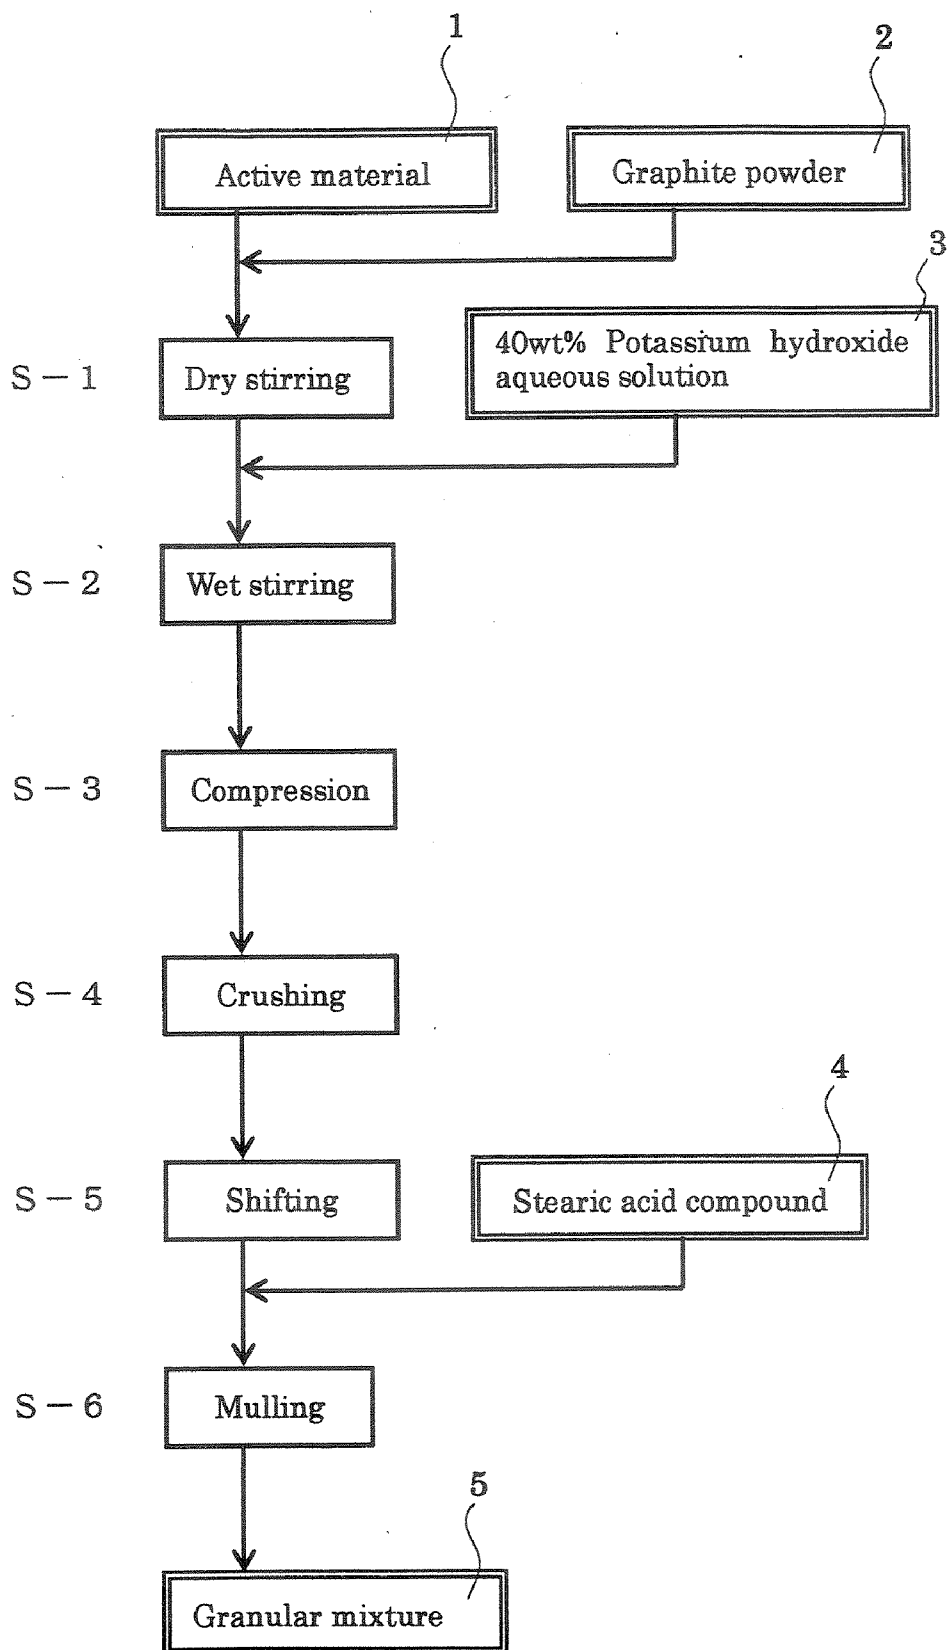 1
2
Active material
Graphite powder
3
40wt% Potassium hydroxide
aqueous solution
S-1
Dry stirring
S-2
Wet stirring
S-3
Compression
S-4
Crushing
4
S-5
Shifting
Stearic acid compound
S-6
Mulling
5
Granular mixture